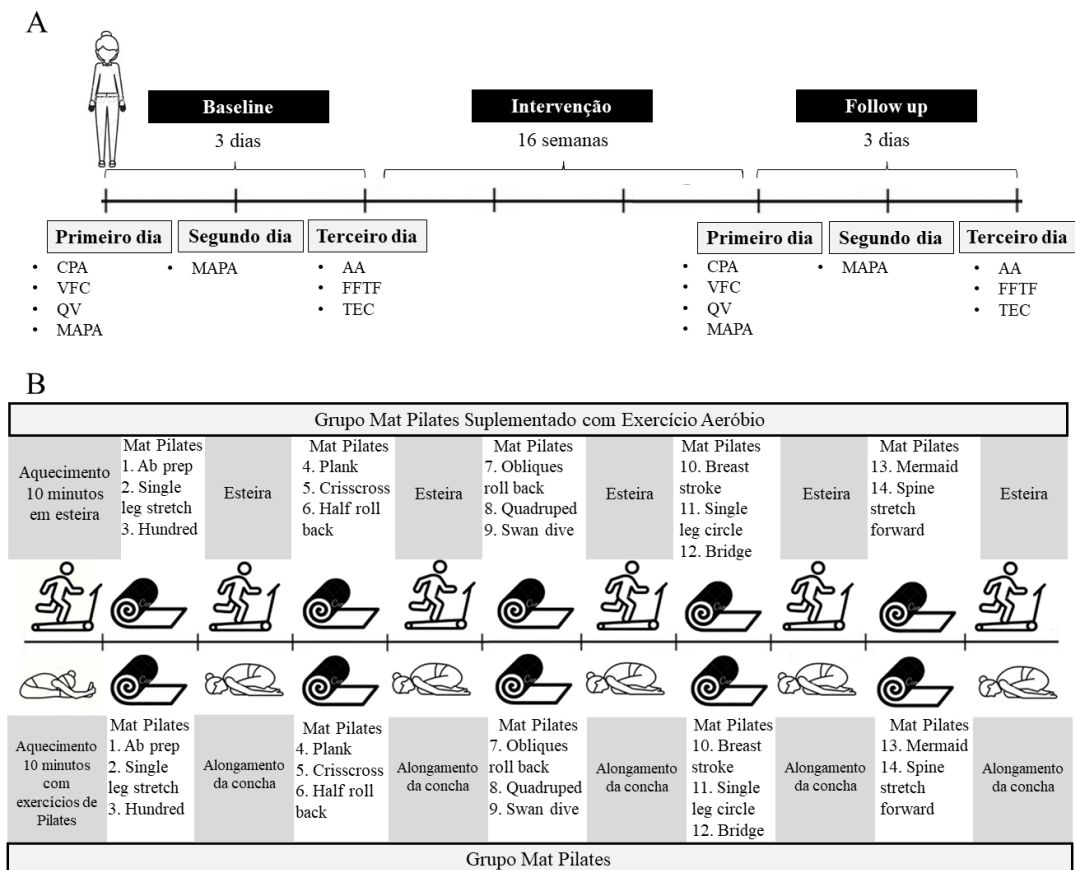 A
Baseline
Intervenção
Follow up
3 dias
16 semanas
3 dias
Primeiro dia
Segundo dia
Terceiro dia
Primeiro dia
Segundo dia
Terceiro dia
• CPA
• VFC
• QV
• MAPA
• MAPA
• AA
• FFTF
• TEC
• CPA
• VFC
• QV
• MAPA
• MAPA
• AA
• FFTF
• TEC
B
Grupo Mat Pilates Suplementado com Exercício Aeróbio
Aquecimento
10 minutos
em esteira
Mat Pilates
1. Ab prep
2. Single
leg stretch
3. Hundred
Esteira
Mat Pilates
4. Plank
5. Crisscross
6. Half roll
back
Esteira
Mat Pilates
7. Obliques
roll back
8. Quadruped
9. Swan dive
Esteira
Mat Pilates
10. Breast
stroke
11. Single
leg circle
12. Bridge
Esteira
Mat Pilates
13. Mermaid
14. Spine
stretch
forward
Esteira
Aquecimento
10 minutos
com
exercícios de
Pilates
Mat Pilates
1. Ab prep
2. Single
leg stretch
3. Hundred
Alongamento
da concha
Mat Pilates
4. Plank
5. Crisscross
6. Half roll
back
Alongamento
da concha
Mat Pilates
7. Obliques
roll back
8. Quadruped
9. Swan dive
Alongamento
da concha
Mat Pilates
10. Breast
stroke
11. Single
leg circle
12. Bridge
Alongamento
da concha
Mat Pilates
13. Mermaid
14. Spine
stretch
forward
Alongamento
da concha
Grupo Mat Pilates